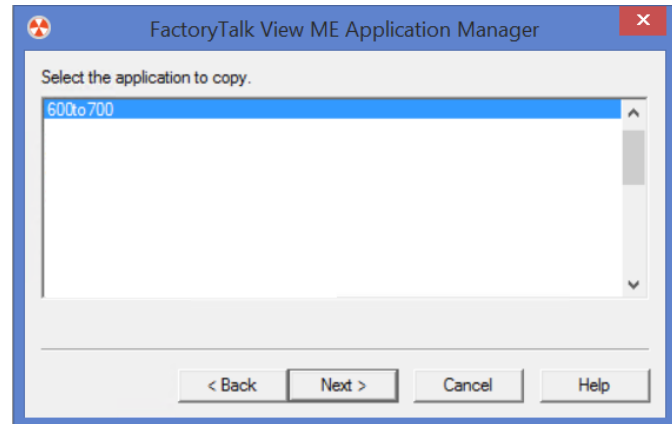 FactoryTalk View ME Application Manager
Select the application to copy.
600to700
< Back Next > Cancel Help